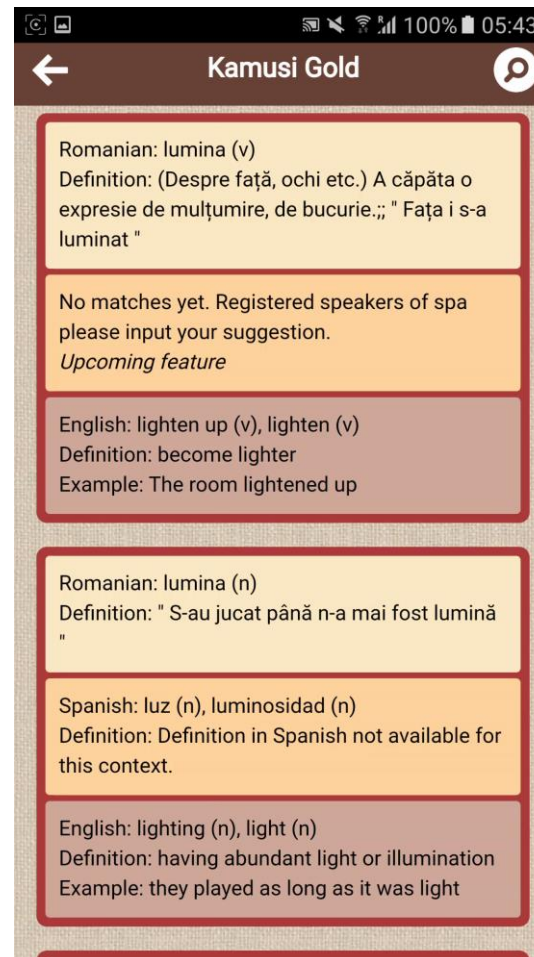 100% 05:43
Kamusi Gold
Romanian: lumina (v)
Definition: (Despre față, ochi etc.) A căpăta o
expresie de mulțumire, de bucurie.;; " Fața i s-a
luminat "
No matches yet. Registered speakers of spa
please input your suggestion.
Upcoming feature
English: lighten up (v), lighten (v)
Definition: become lighter
Example: The room lightened up
Romanian: lumina (n)
Definition: " S-au jucat până n-a mai fost lumină
"
Spanish: luz (n), luminosidad (n)
Definition: Definition in Spanish not available for
this context.
English: lighting (n), light (n)
Definition: having abundant light or illumination
Example: they played as long as it was light